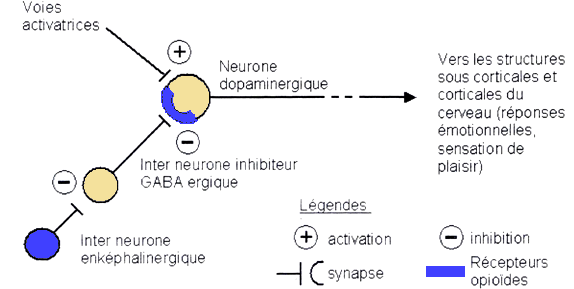 Voies
activatrices
+
Neurone
dopaminergique
Vers les structures
sous corticales et
corticales du
cerveau (réponses
émotionnelles,
sensation de
plaisir)
−
Inter neurone inhibiteur
GABA ergique
−
Inter neurone
enképhalinergique
Légendes
+ activation
− inhibition
synapse
Récepteurs
opioïdes